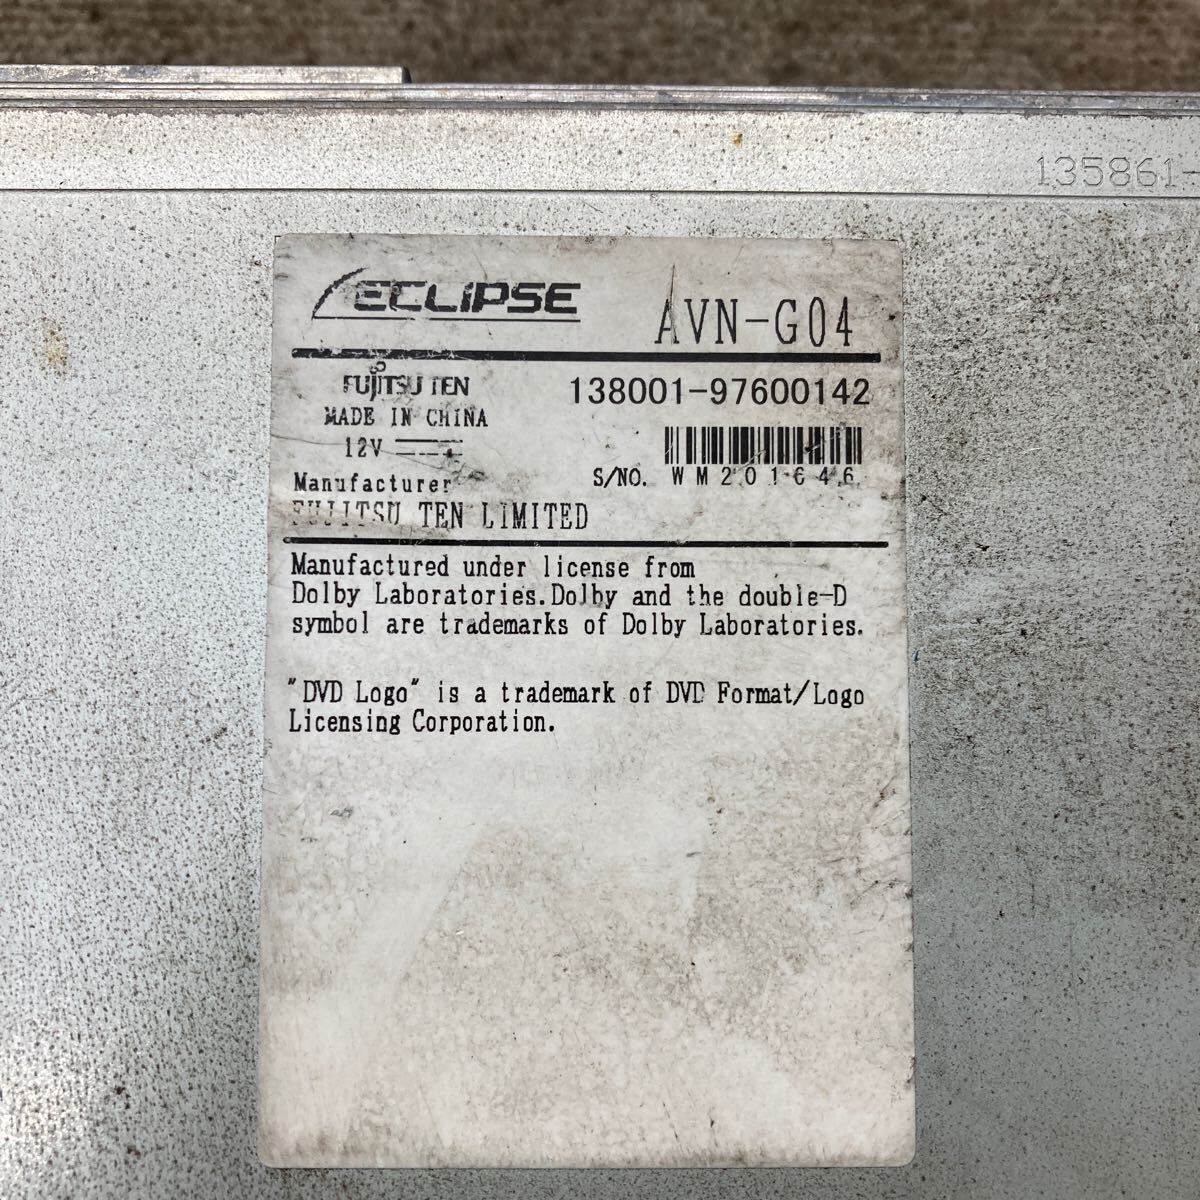 135861-
ECLIPSE AVN-G04
FUJITSU TEN 138001-97600142
MADE IN CHINA
12V
S/NO. WM201646
Manufacturer
FUJITSU TEN LIMITED
Manufactured under license from
Dolby Laboratories.Dolby and the double-D
symbol are trademarks of Dolby Laboratories.
"DVD Logo" is a trademark of DVD Format/Logo
Licensing Corporation.